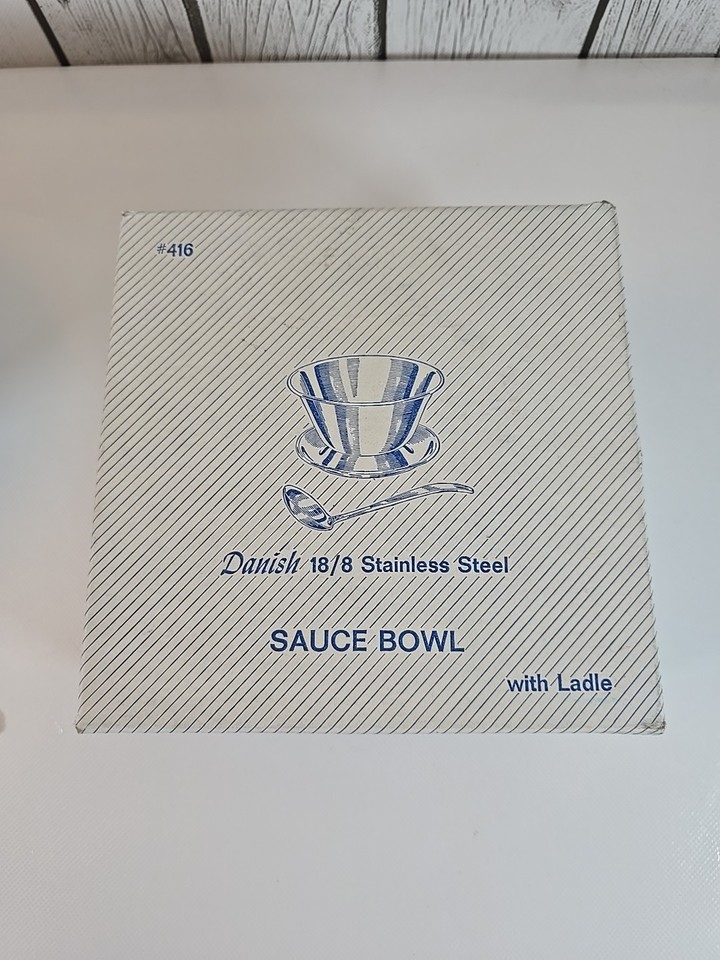 #416
Danish 18/8 Stainless Steel
SAUCE BOWL
with Ladle